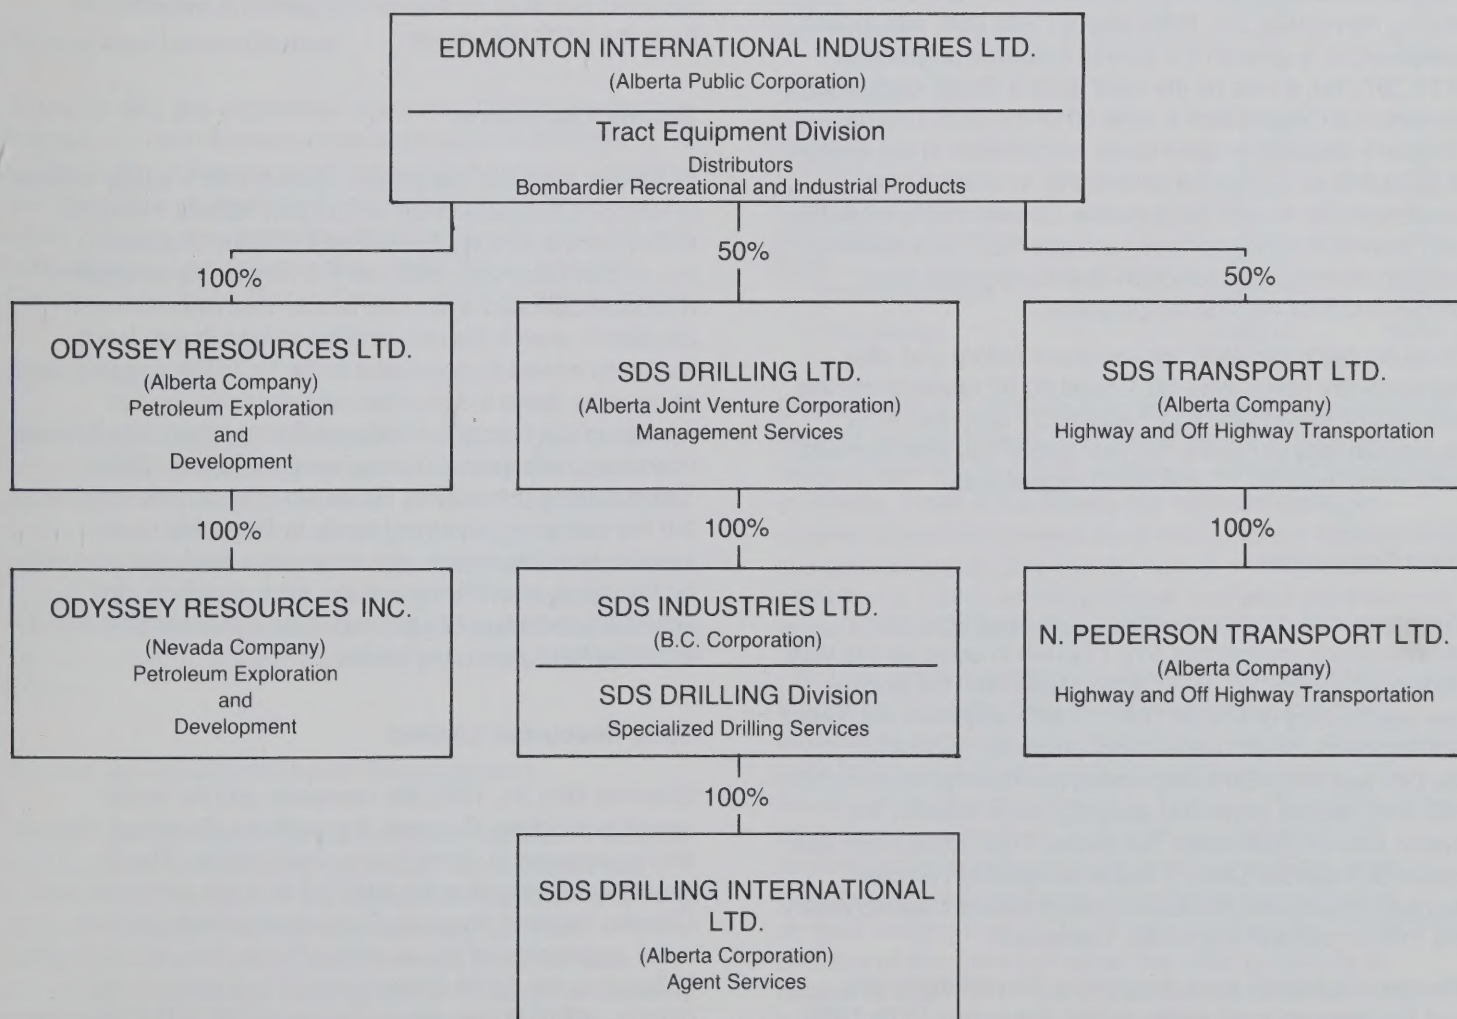 EDMONTON INTERNATIONAL INDUSTRIES LTD.
(Alberta Public Corporation)
Tract Equipment Division
Distributors
Bombardier Recreational and Industrial Products
100%
50%
50%
ODYSSEY RESOURCES LTD.
(Alberta Company)
Petroleum Exploration
and
Development
SDS DRILLING LTD.
(Alberta Joint Venture Corporation)
Management Services
SDS TRANSPORT LTD.
(Alberta Company)
Highway and Off Highway Transportation
100%
100%
100%
ODYSSEY RESOURCES INC.
(Nevada Company)
Petroleum Exploration
and
Development
SDS INDUSTRIES LTD.
(B.C. Corporation)
SDS DRILLING Division
Specialized Drilling Services
N. PEDERSON TRANSPORT LTD.
(Alberta Company)
Highway and Off Highway Transportation
100%
SDS DRILLING INTERNATIONAL
LTD.
(Alberta Corporation)
Agent Services